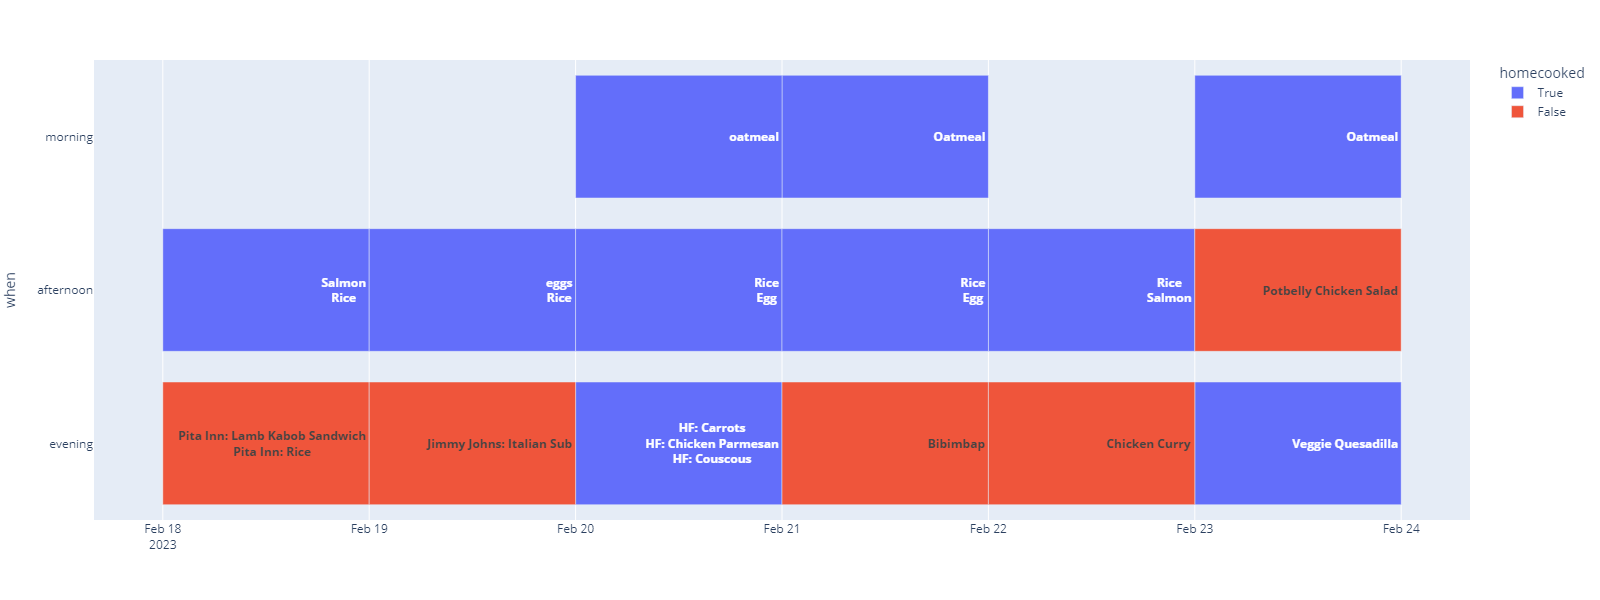 homecooked
True
False
when
morning
oatmeal
Oatmeal
Oatmeal
afternoon
Salmon
Rice
eggs
Rice
Rice
Egg
Rice
Egg
Rice
Salmon
Potbelly Chicken Salad
evening
Pita Inn: Lamb Kabob Sandwich
Pita Inn: Rice
Jimmy Johns: Italian Sub
HF: Carrots
HF: Chicken Parmesan
HF: Couscous
Bibimbap
Chicken Curry
Veggie Quesadilla
Feb 18
2023
Feb 19
Feb 20
Feb 21
Feb 22
Feb 23
Feb 24